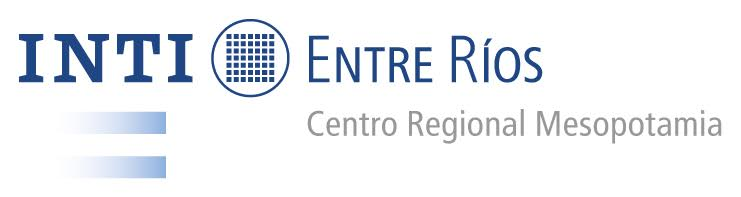 INTI ENTRE RÍOS
Centro Regional Mesopotamia